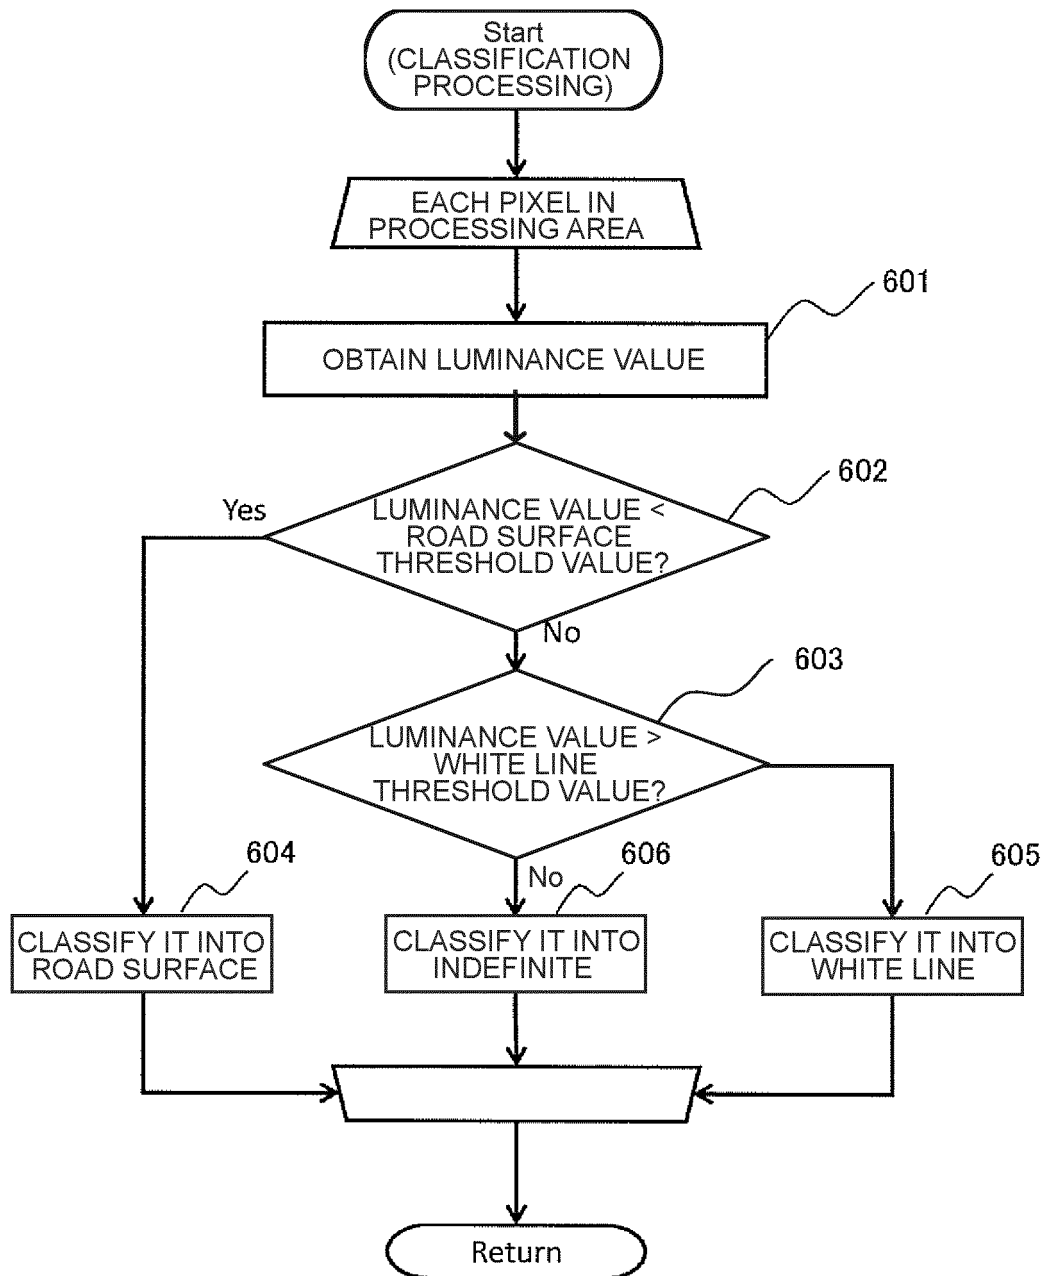 Start
(CLASSIFICATION
PROCESSING)
EACH PIXEL IN
PROCESSING AREA
601
OBTAIN LUMINANCE VALUE
602
Yes
LUMINANCE VALUE <
ROAD SURFACE
THRESHOLD VALUE?
No
603
LUMINANCE VALUE >
WHITE LINE
THRESHOLD VALUE?
604
No
606
605
CLASSIFY IT INTO
ROAD SURFACE
CLASSIFY IT INTO
INDEFINITE
CLASSIFY IT INTO
WHITE LINE
Return